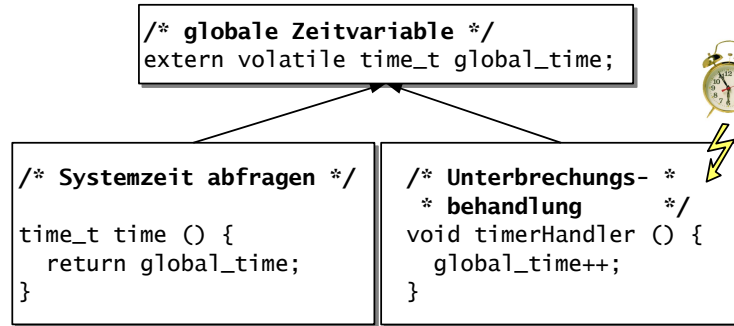 /* globale Zeitvariable */
extern volatile time_t global_time;
/* Systemzeit abfragen */
time_t time () {
  return global_time;
}
/* Unterbrechungs- *
 * behandlung      */
void timerHandler () {
  global_time++;
}